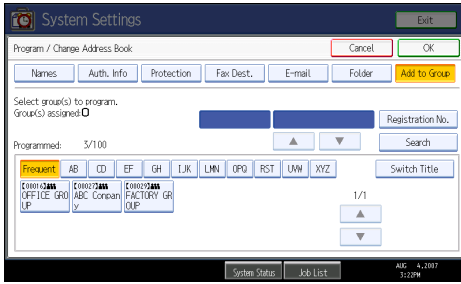 System Settings
Exit
Program / Change Address Book
Cancel
OK
Names
Auth. Info
Protection
Fax Dest.
E-mail
Folder
Add to Group
Select group(s) to program.
Group(s) assigned:0
Registration No.
Programmed: 3/100
Search
Frequent
AB
CD
EF
GH
IJK
LMN
OPQ
RST
UVW
XYZ
Switch Title
[00016]
OFFICE GRO
UP
[00027]
ABC Compan
y
[00029]
FACTORY GR
OUP
1/1
System Status
Job List
AUG 4,2007
3:22PM